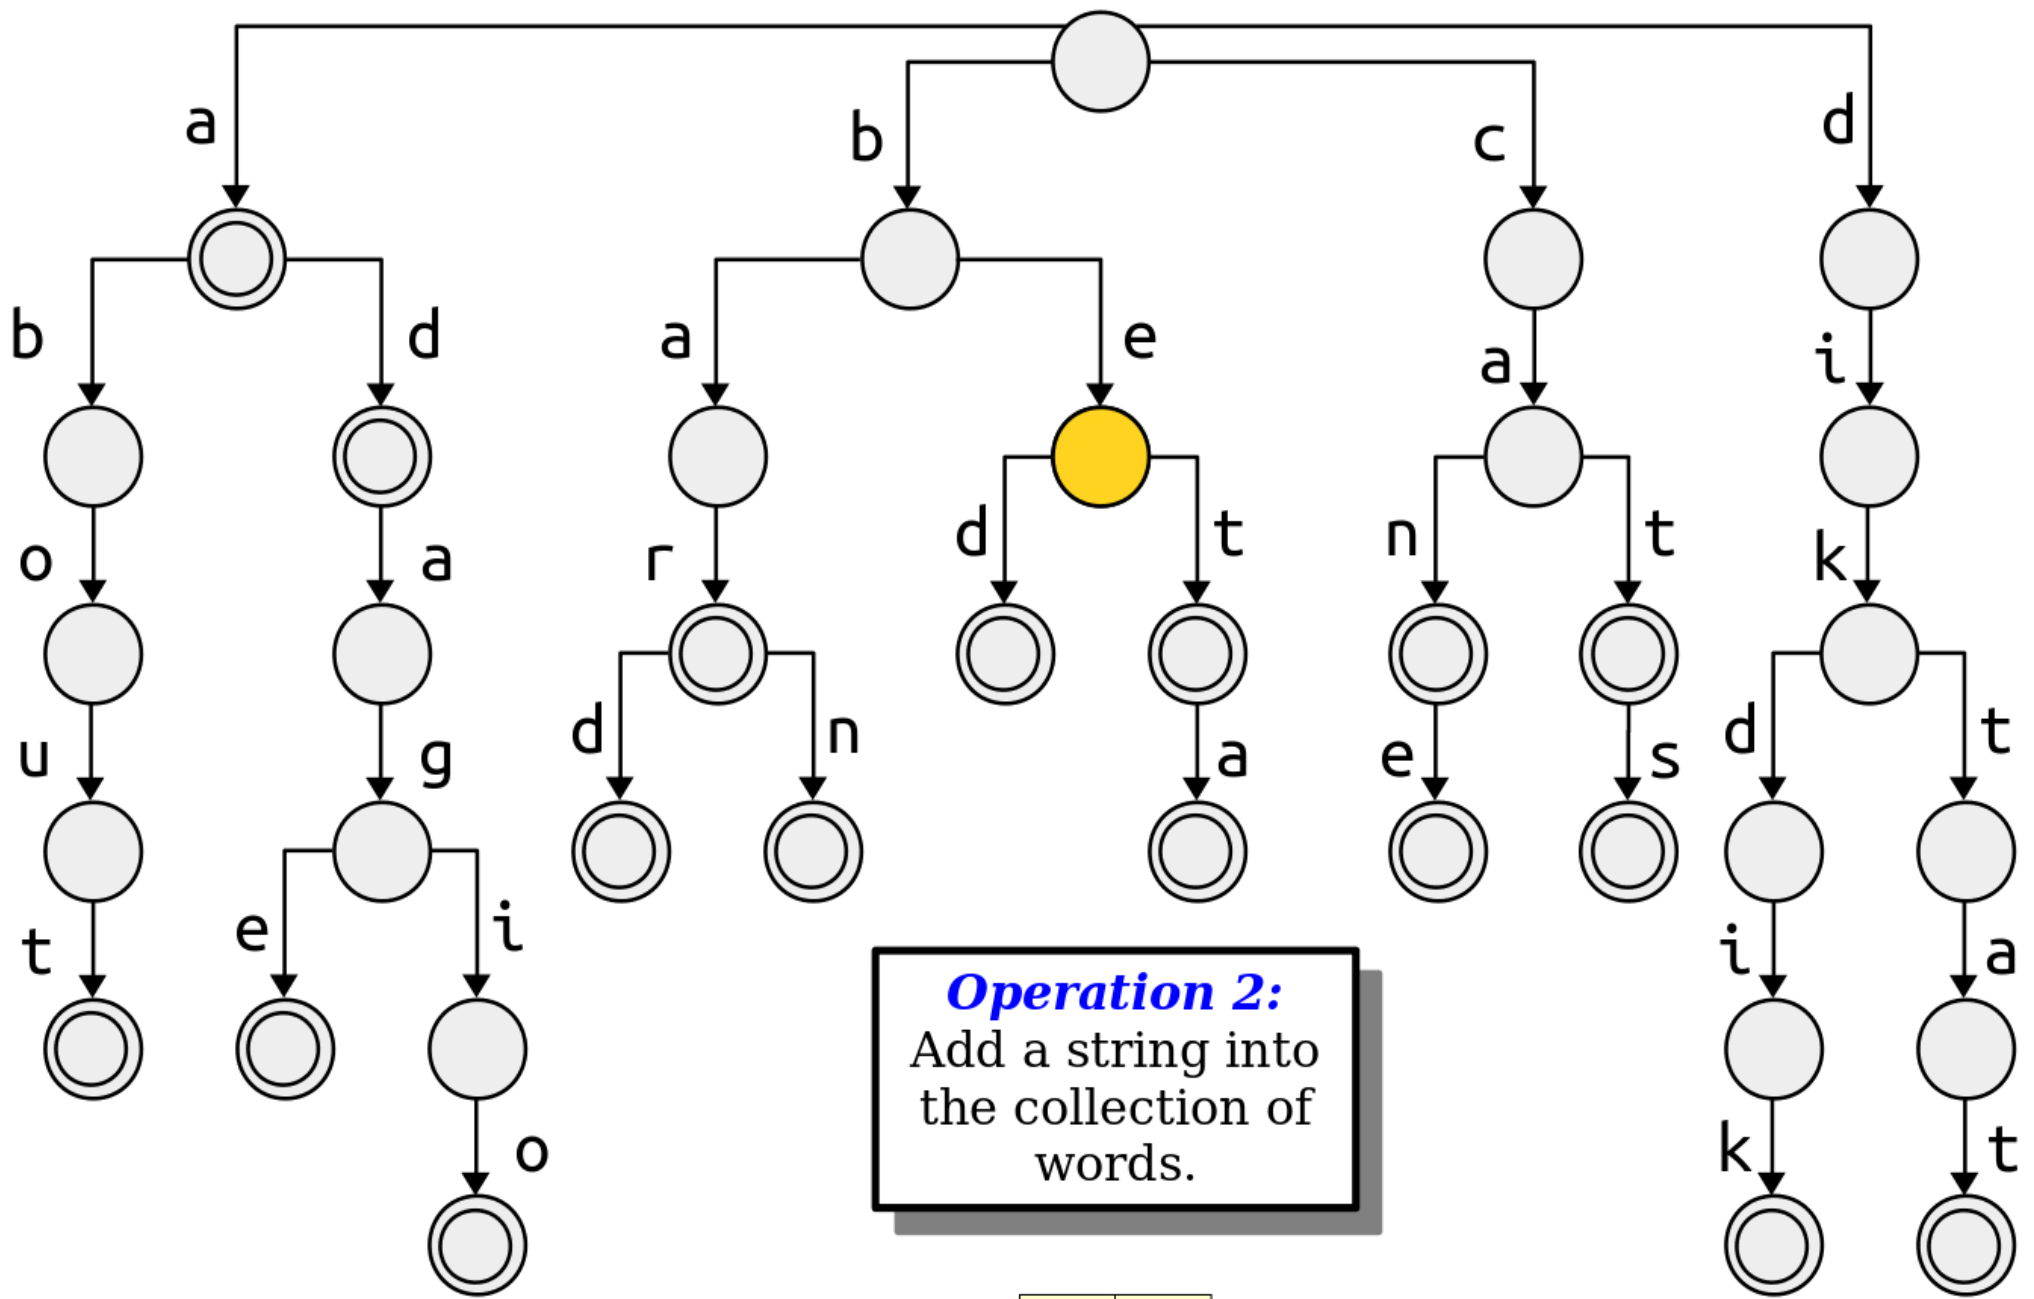 a
b
c
d
b
d
a
e
a
i
o
a
r
d
t
n
t
k
u
g
d
n
a
e
s
d
t
t
e
i
i
a
o
k
t
Operation 2:
Add a string into
the collection of
words.